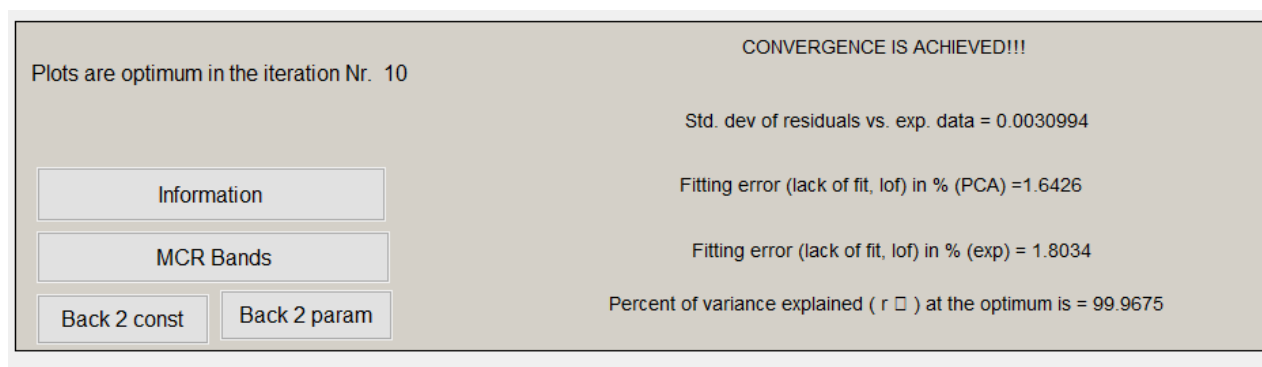 CONVERGENCE IS ACHIEVED!!!
Plots are optimum in the iteration Nr. 10
Std. dev of residuals vs. exp. data = 0.0030994
Information
Fitting error (lack of fit, lof) in % (PCA) =1.6426
MCR Bands
Fitting error (lack of fit, lof) in % (exp) = 1.8034
Back 2 const
Back 2 param
Percent of variance explained ( r □ ) at the optimum is = 99.9675